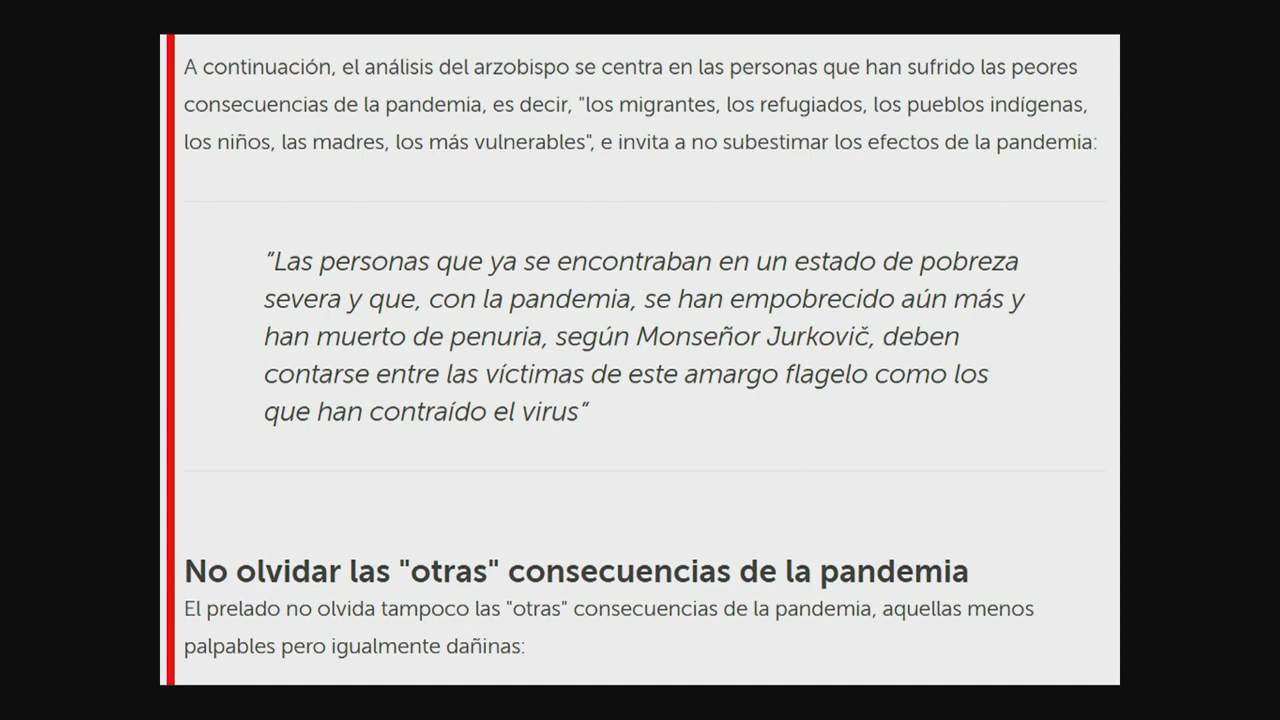 A continuación, el análisis del arzobispo se centra en las personas que han sufrido las peores
consecuencias de la pandemia, es decir, "los migrantes, los refugiados, los pueblos indígenas,
los niños, las madres, los más vulnerables", e invita a no subestimar los efectos de la pandemia:
“Las personas que ya se encontraban en un estado de pobreza
severa y que, con la pandemia, se han empobrecido aún más y
han muerto de penuria, según Monseñor Jurkovič, deben
contarse entre las víctimas de este amargo flagelo como los
que han contraído el virus”
No olvidar las "otras" consecuencias de la pandemia
El prelado no olvida tampoco las "otras" consecuencias de la pandemia, aquellas menos
palpables pero igualmente dañinas: